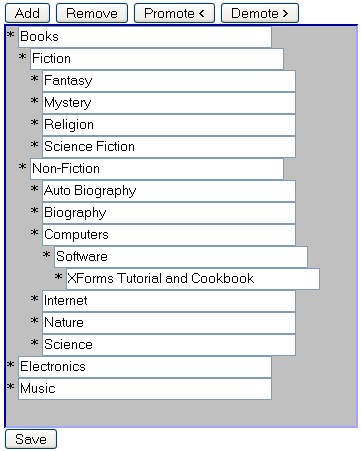 Add Remove Promote < Demote >
* Books
* Fiction
* Fantasy
* Mystery
* Religion
* Science Fiction
* Non-Fiction
* Auto Biography
* Biography
* Computers
* Software
* XForms Tutorial and Cookbook
* Internet
* Nature
* Science
* Electronics
* Music
Save